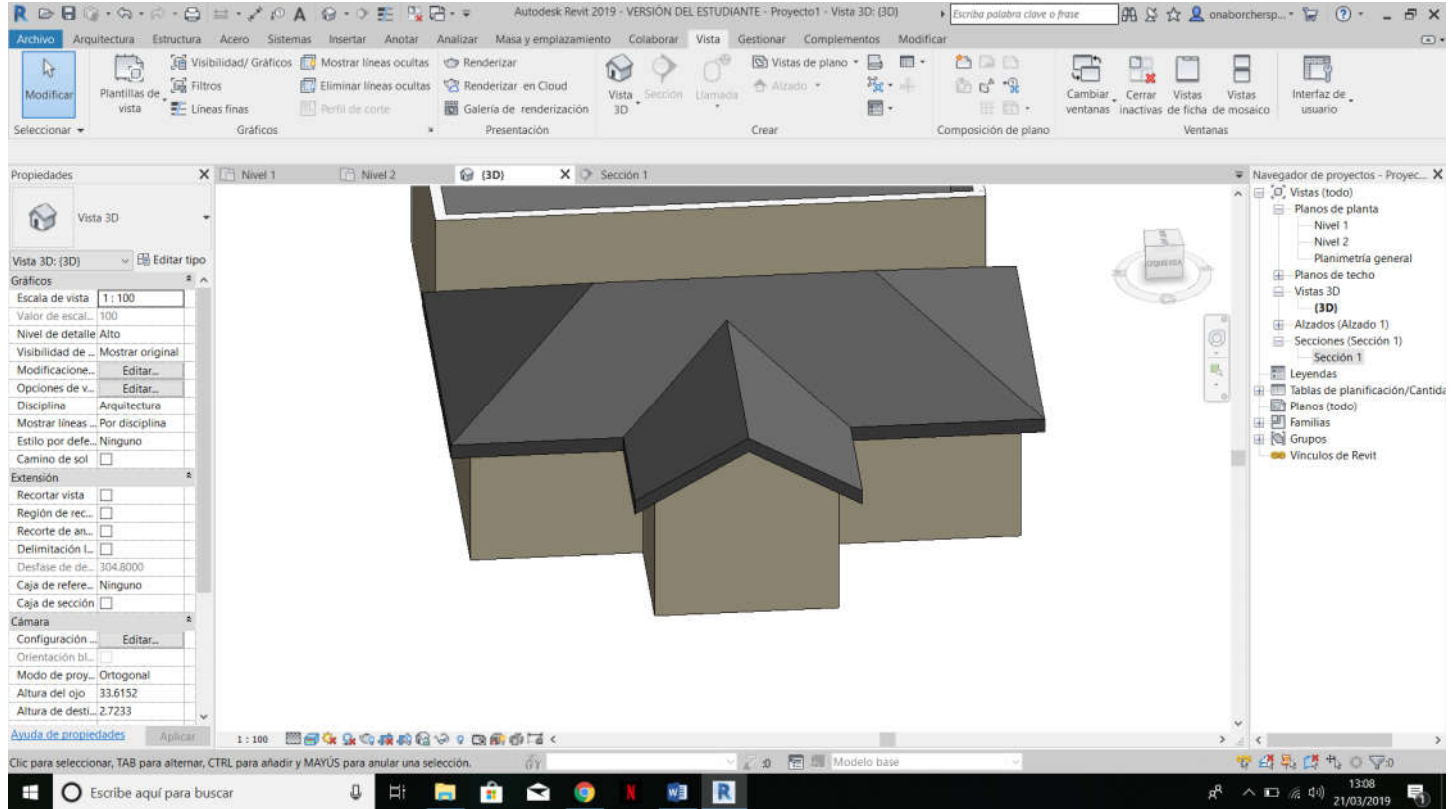 Autodesk Revit 2019 - VERSIÓN DEL ESTUDIANTE - Proyecto1 - Vista 3D: {3D}
Escriba palabra clave o frase
onaborchersp...
Archivo Arquitectura Estructura Acero Sistemas Insertar Anotar Analizar Masa y emplazamiento Colaborar Vista Gestionar Complementos Modificar
Modificar
Plantillas de vista
Visibilidad/ Gráficos
Filtros
Líneas finas
Mostrar líneas ocultas
Eliminar líneas ocultas
Perfil de corte
Renderizar
Renderizar en Cloud
Galería de renderización
Vista 3D
Sección
Llamada
Vistas de plano
Alzado
Cambiar ventanas
Cerrar inactivas
Vistas de ficha
Vistas de mosaico
Interfaz de usuario
Seleccionar
Gráficos
Presentación
Crear
Composición de plano
Ventanas
Propiedades X
Nivel 1
Nivel 2
{3D} X
Sección 1
Vista 3D
Vista 3D: {3D}
Editar tipo
Gráficos
Escala de vista 1 : 100
Valor de escal... 100
Nivel de detalle Alto
Visibilidad de ... Mostrar original
Modificacione... Editar...
Opciones de v... Editar...
Disciplina Arquitectura
Mostrar líneas ... Por disciplina
Estilo por defe... Ninguno
Camino de sol
Extensión
Recortar vista
Región de rec...
Recorte de an...
Delimitación l...
Desfase de de... 304.8000
Caja de refere... Ninguno
Caja de sección
Cámara
Configuración ... Editar...
Orientación bl...
Modo de proy... Ortogonal
Altura del ojo 33.6152
Altura de desti... 2.7233
Ayuda de propiedades
Aplicar
IZQUIERDA
Navegador de proyectos - Proyec... X
Vistas (todo)
Planos de planta
Nivel 1
Nivel 2
Planimetría general
Planos de techo
Vistas 3D
{3D}
Alzados (Alzado 1)
Secciones (Sección 1)
Sección 1
Leyendas
Tablas de planificación/Cantida
Planos (todo)
Familias
Grupos
Vínculos de Revit
1 : 100
Clic para seleccionar, TAB para alternar, CTRL para añadir y MAYÚS para anular una selección.
:0
Modelo base
:0
Escribe aquí para buscar
13:08
21/03/2019